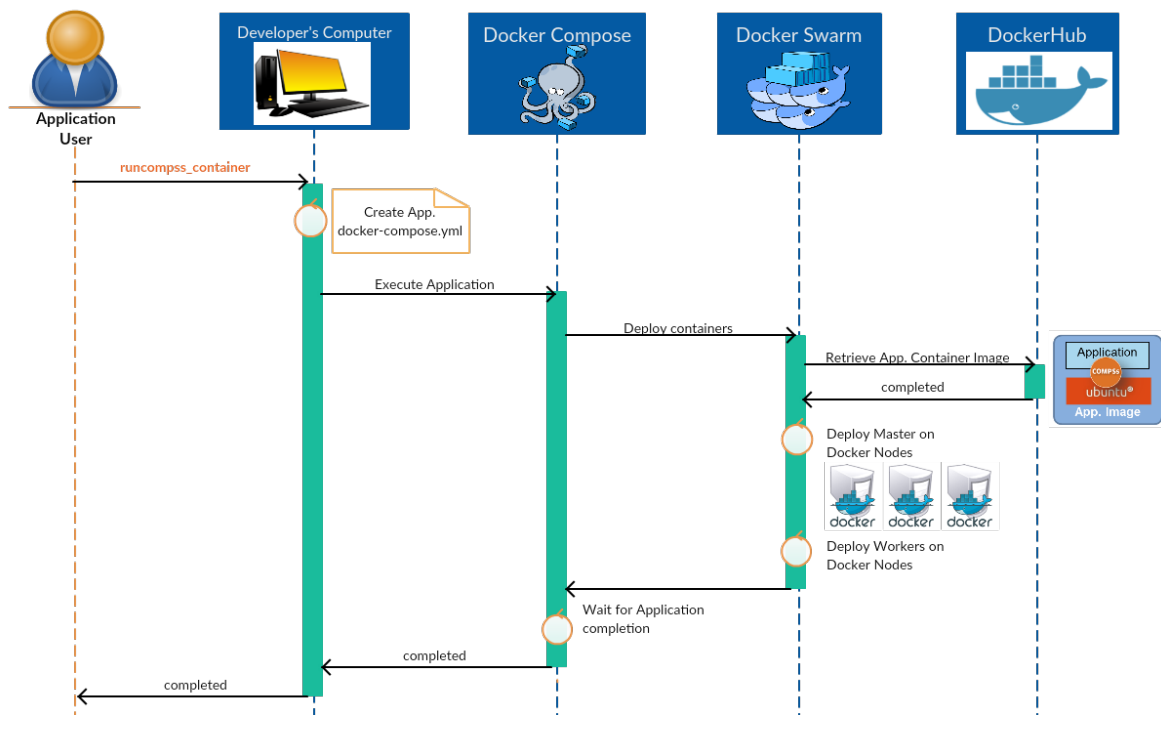 Developer's Computer
Docker Compose
Docker Swarm
DockerHub
Application
User
runcompss_container
Create App.
docker-compose.yml
Execute Application
Deploy containers
Retrieve App. Container Image
completed
Application
COMPSs
ubuntu®
App. Image
Deploy Master on
Docker Nodes
docker
docker
docker
Deploy Workers on
Docker Nodes
Wait for Application
completion
completed
completed